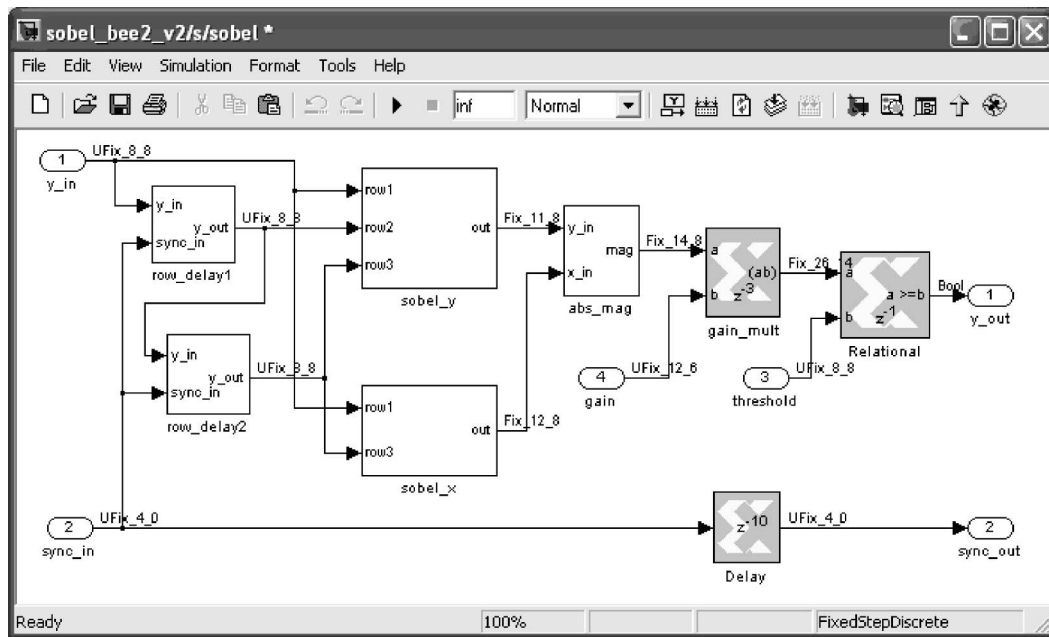 sobel_bee2_v2/s/sobel *
File Edit View Simulation Format Tools Help
inf Normal
1 UFix_8_8
y_in
y_in
y_out
sync_in
row_delay1
UFix_8_8
row1
row2
row3
out
sobel_y
Fix_11_8
y_in
mag
x_in
abs_mag
Fix_14_8
a
(ab)
b
z-3
gain_mult
Fix_26_14
a
a >=b
b
z-1
Relational
Bool
1
y_out
y_in
y_out
sync_in
row_delay2
UFix_8_8
row1
out
row3
sobel_x
Fix_12_8
4
gain
UFix_12_6
3
threshold
UFix_8_8
2
sync_in
UFix_4_0
z-10
Delay
UFix_4_0
2
sync_out
Ready 100% FixedStepDiscrete